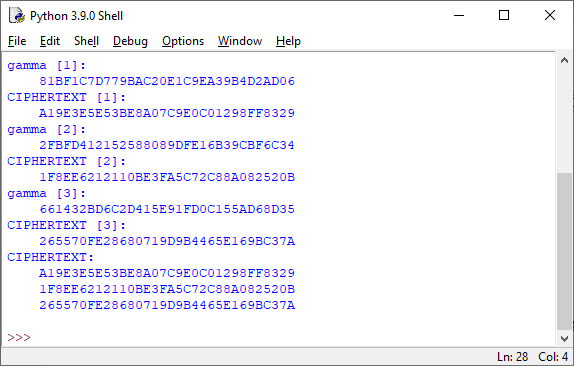 Python 3.9.0 Shell
File Edit Shell Debug Options Window Help
gamma [1]:
81BF1C7D779BAC20E1C9EA39B4D2AD06
CIPHERTEXT [1]:
A19E3E5E53BE8A07C9E0C01298FF8329
gamma [2]:
2FBFD412152588089DFE16B39CBF6C34
CIPHERTEXT [2]:
1F8EE6212110BE3FA5C72C88A082520B
gamma [3]:
661432BD6C2D415E91FD0C155AD68D35
CIPHERTEXT [3]:
265570FE28680719D9B4465E169BC37A
CIPHERTEXT:
A19E3E5E53BE8A07C9E0C01298FF8329
1F8EE6212110BE3FA5C72C88A082520B
265570FE28680719D9B4465E169BC37A
>>>
Ln: 28 Col: 4